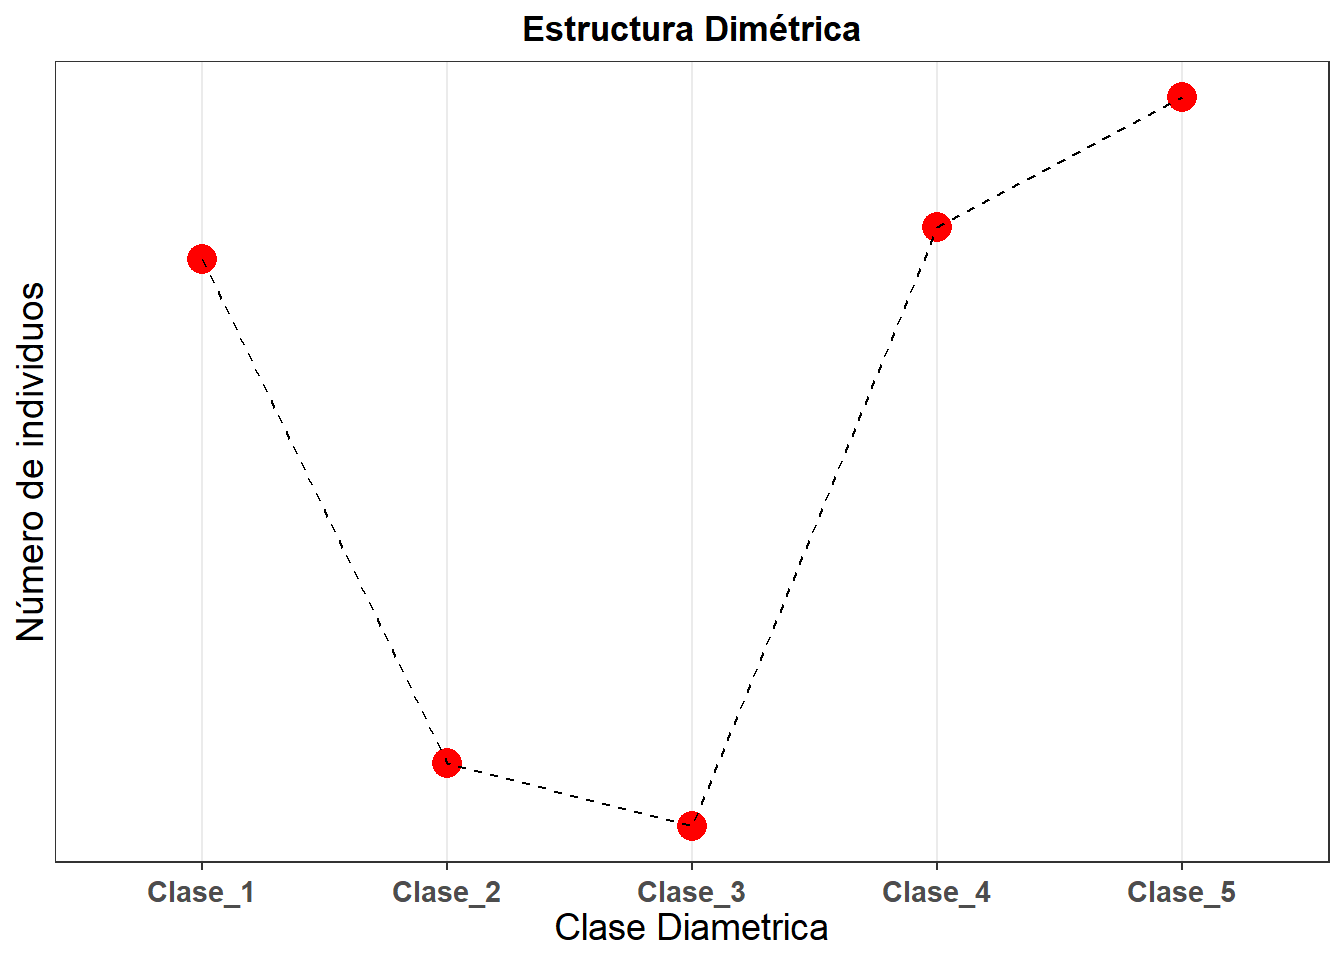 Estructura Dimétrica
Número de individuos
Clase_1
Clase_2
Clase_3
Clase_4
Clase_5
Clase Diametrica